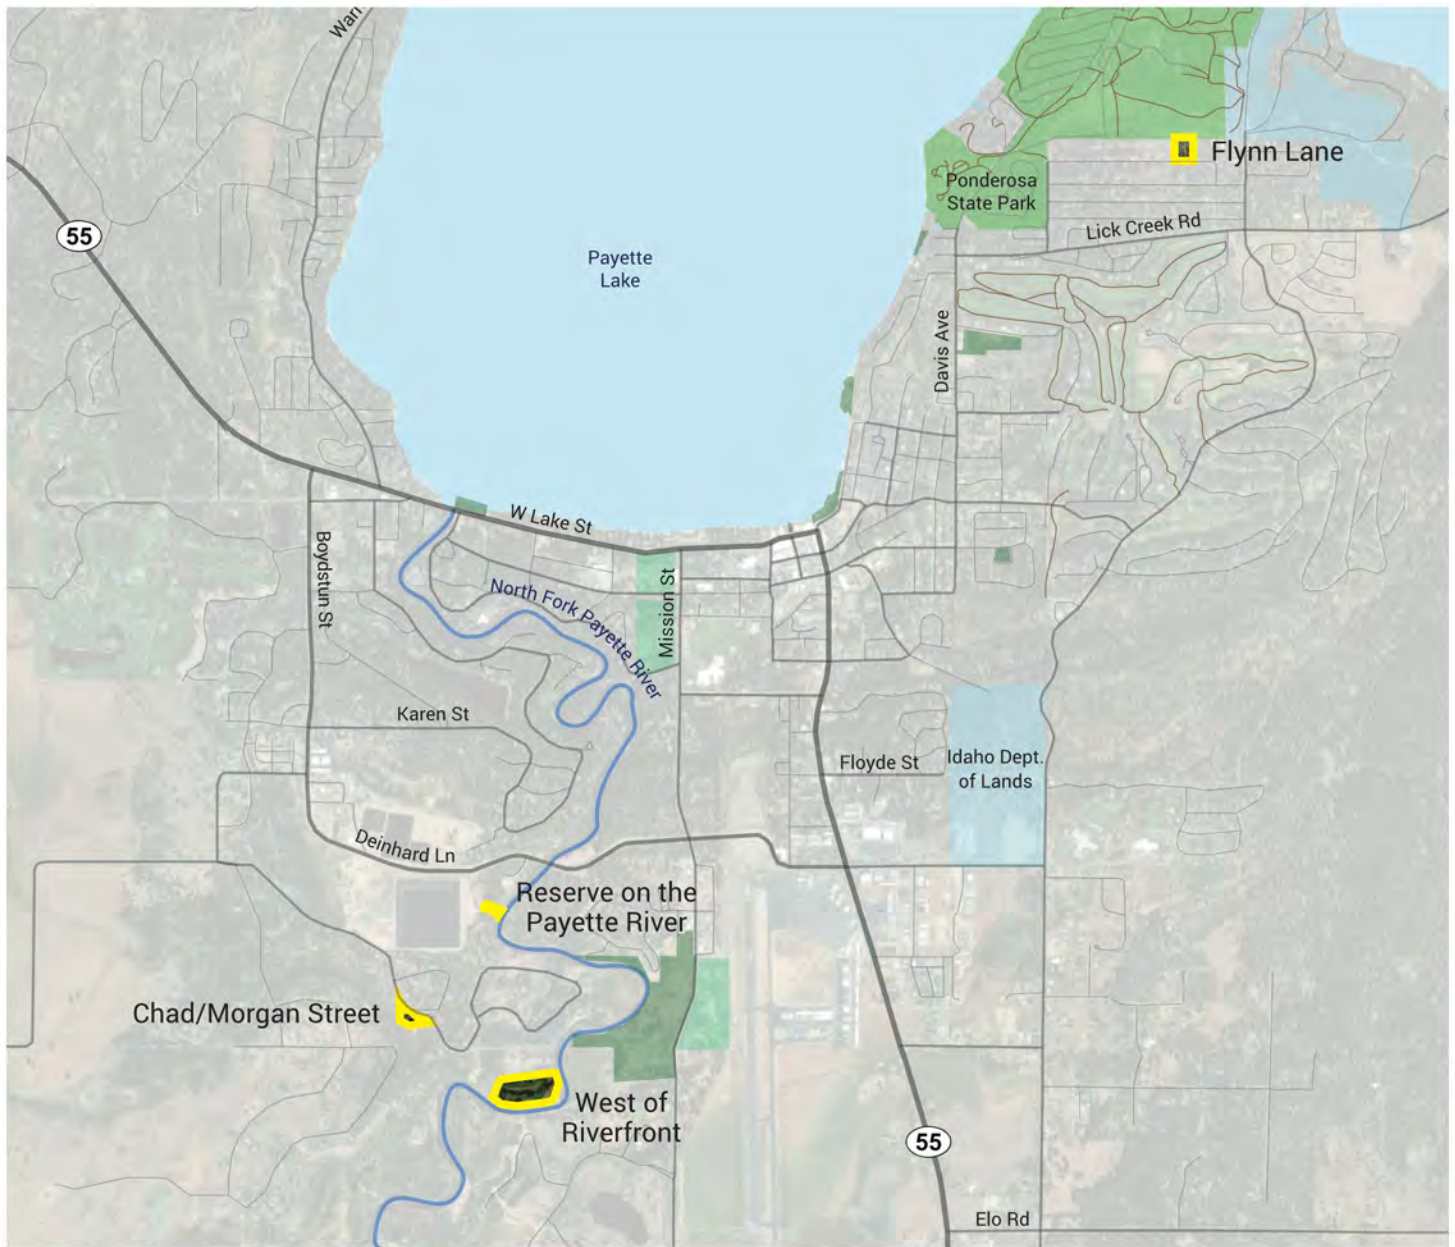 Wari
55
Payette
Lake
Flynn Lane
Ponderosa
State Park
Lick Creek Rd
Davis Ave
W Lake St
Boydstun St
North Fork Payette River
Mission St
Karen St
Floyde St
Idaho Dept.
of Lands
Deinhard Ln
Reserve on the
Payette River
Chad/Morgan Street
West of
Riverfront
55
Elo Rd